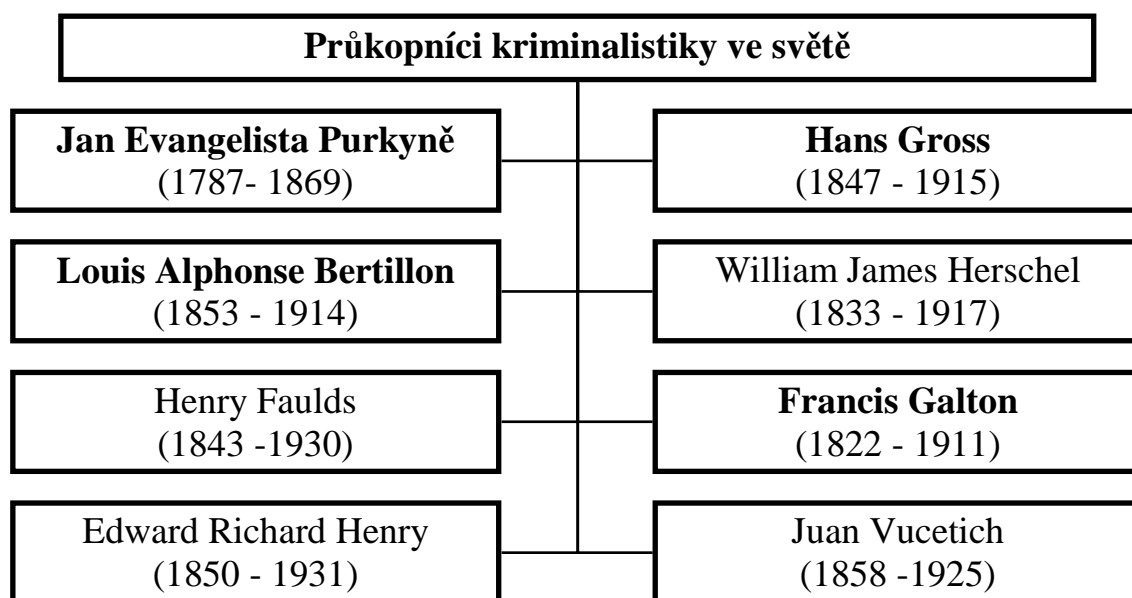 Průkopníci kriminalistiky ve světě
Jan Evangelista Purkyně
(1787- 1869)
Hans Gross
(1847 - 1915)
Louis Alphonse Bertillon
(1853 - 1914)
William James Herschel
(1833 - 1917)
Henry Faulds
(1843 -1930)
Francis Galton
(1822 - 1911)
Edward Richard Henry
(1850 - 1931)
Juan Vucetich
(1858 -1925)